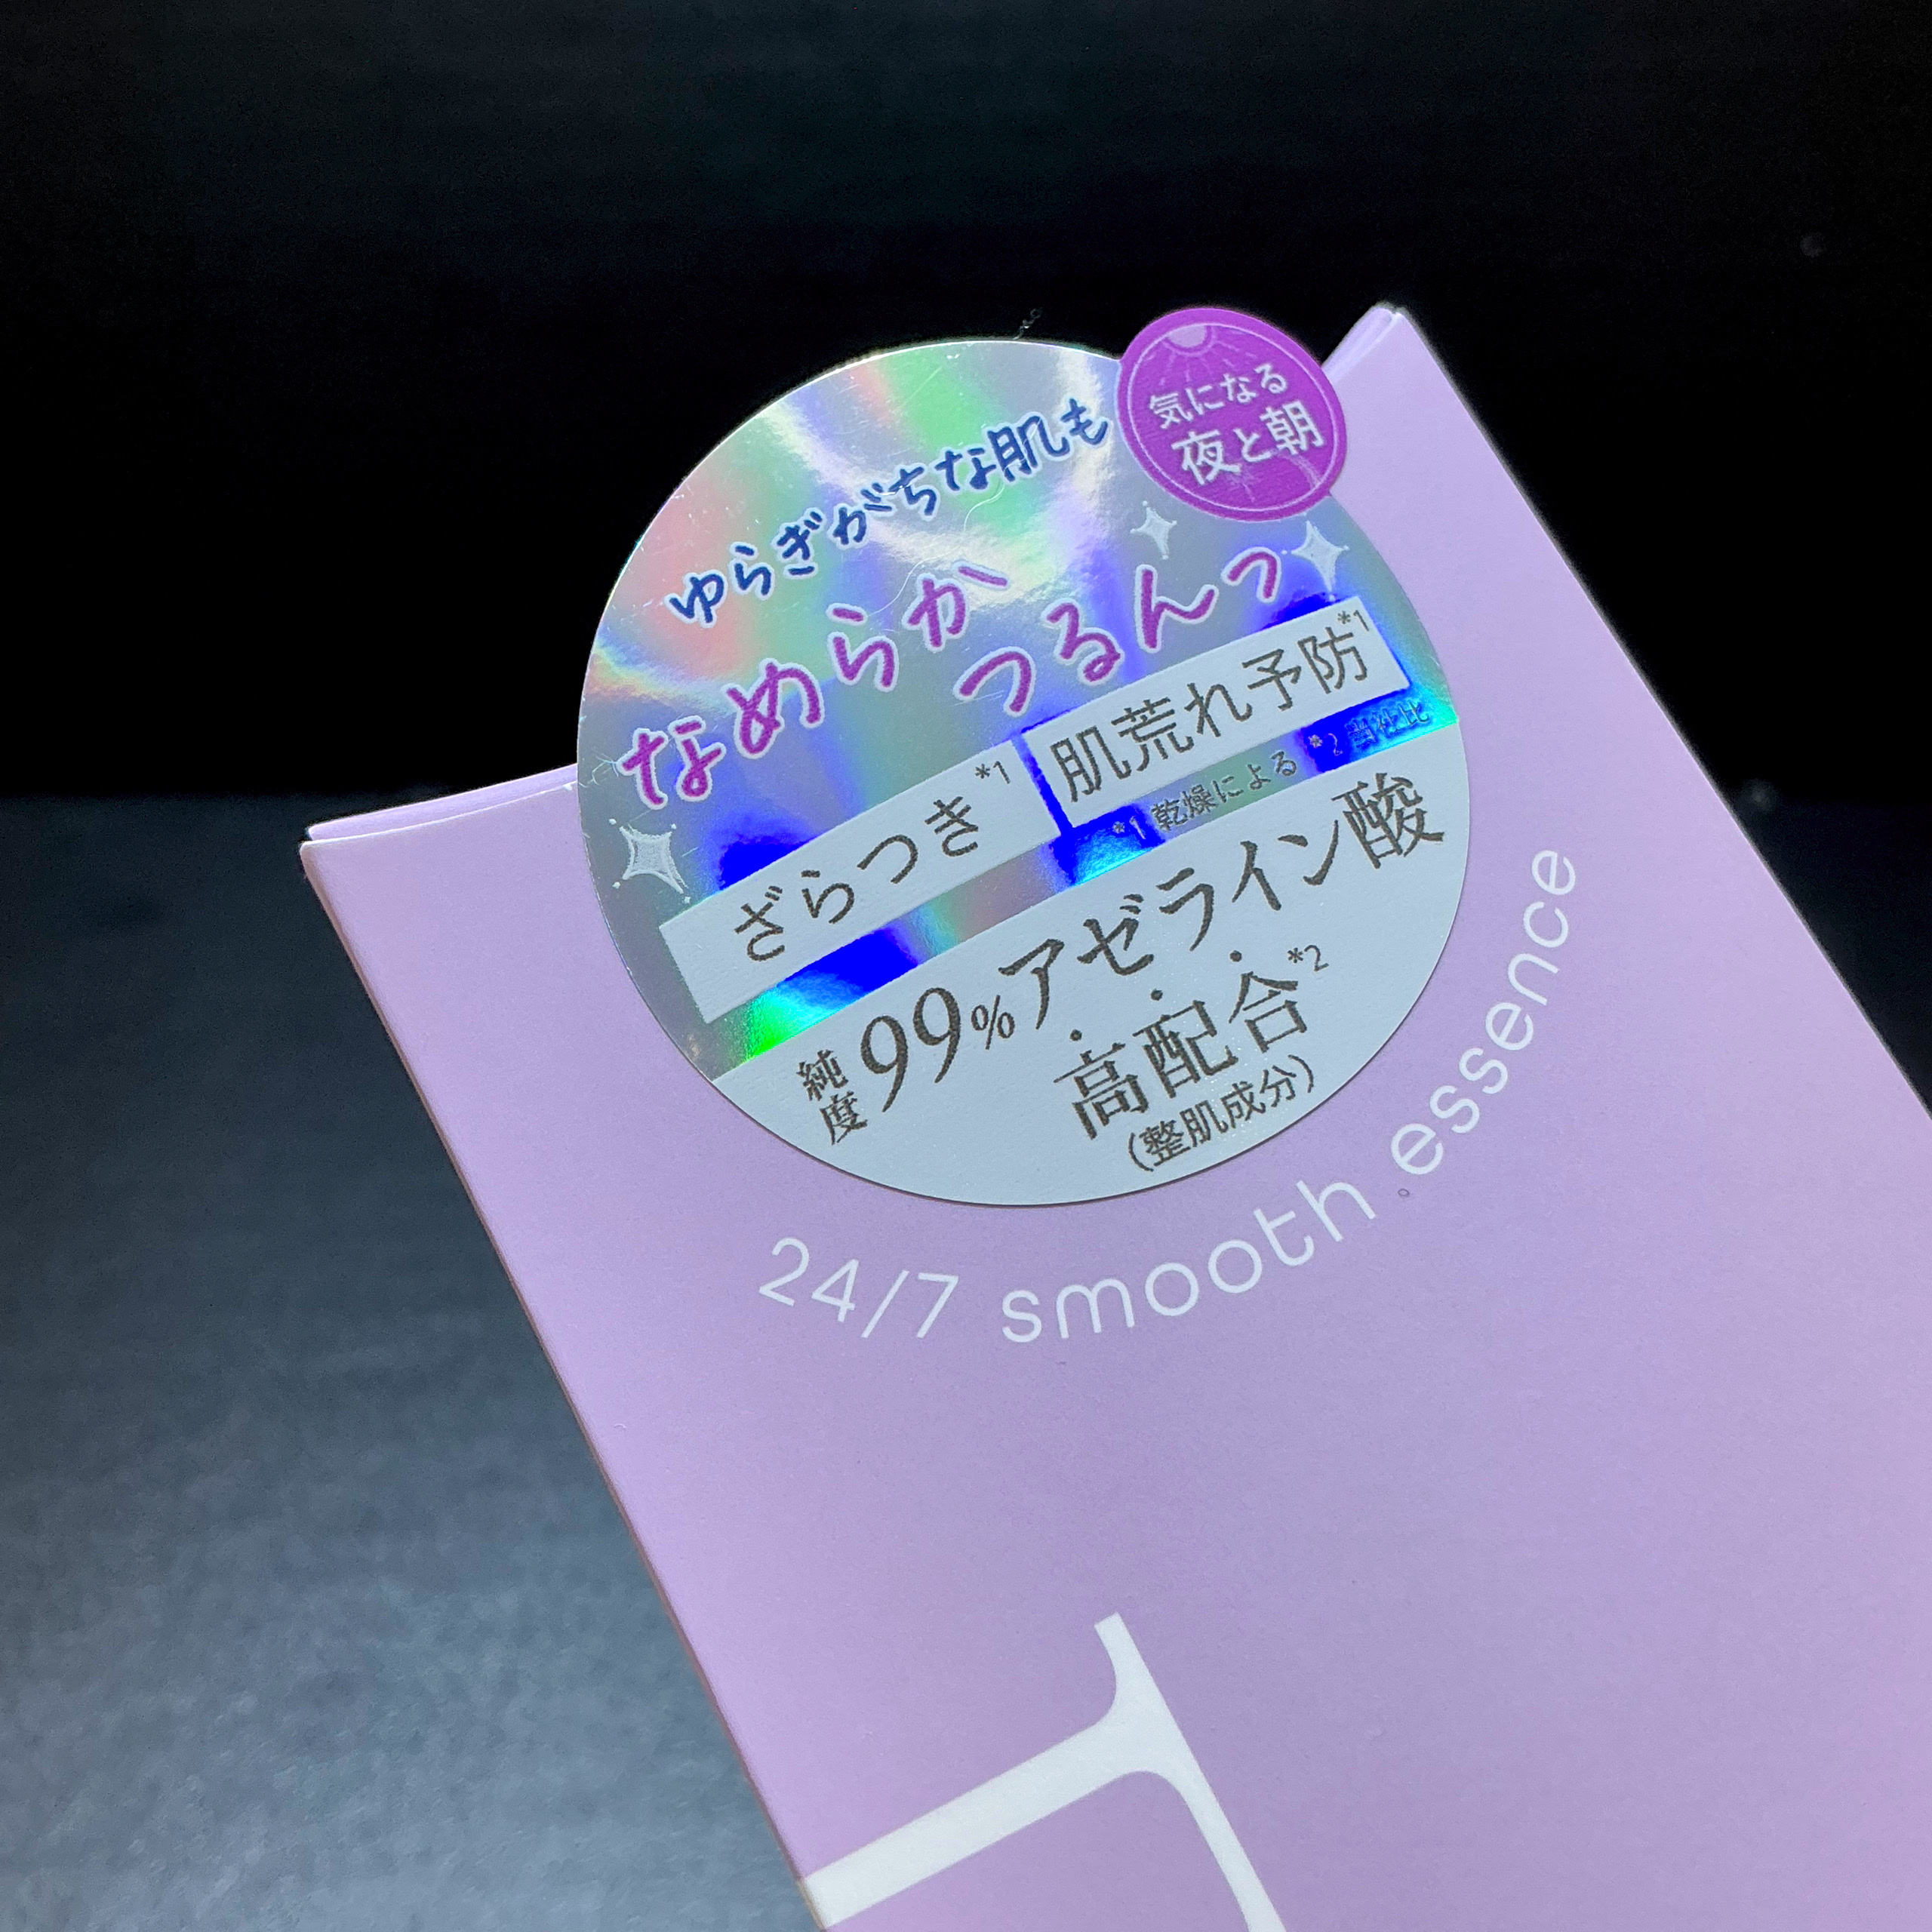 気になる
夜と朝
ゆらぎがちな肌も
なめらか
つるんっ
ざらつき*1
肌荒れ予防*1
*1 乾燥による *2 当社比
純度99%アゼライン酸
高配合*2
(整肌成分)
24/7 smooth essence